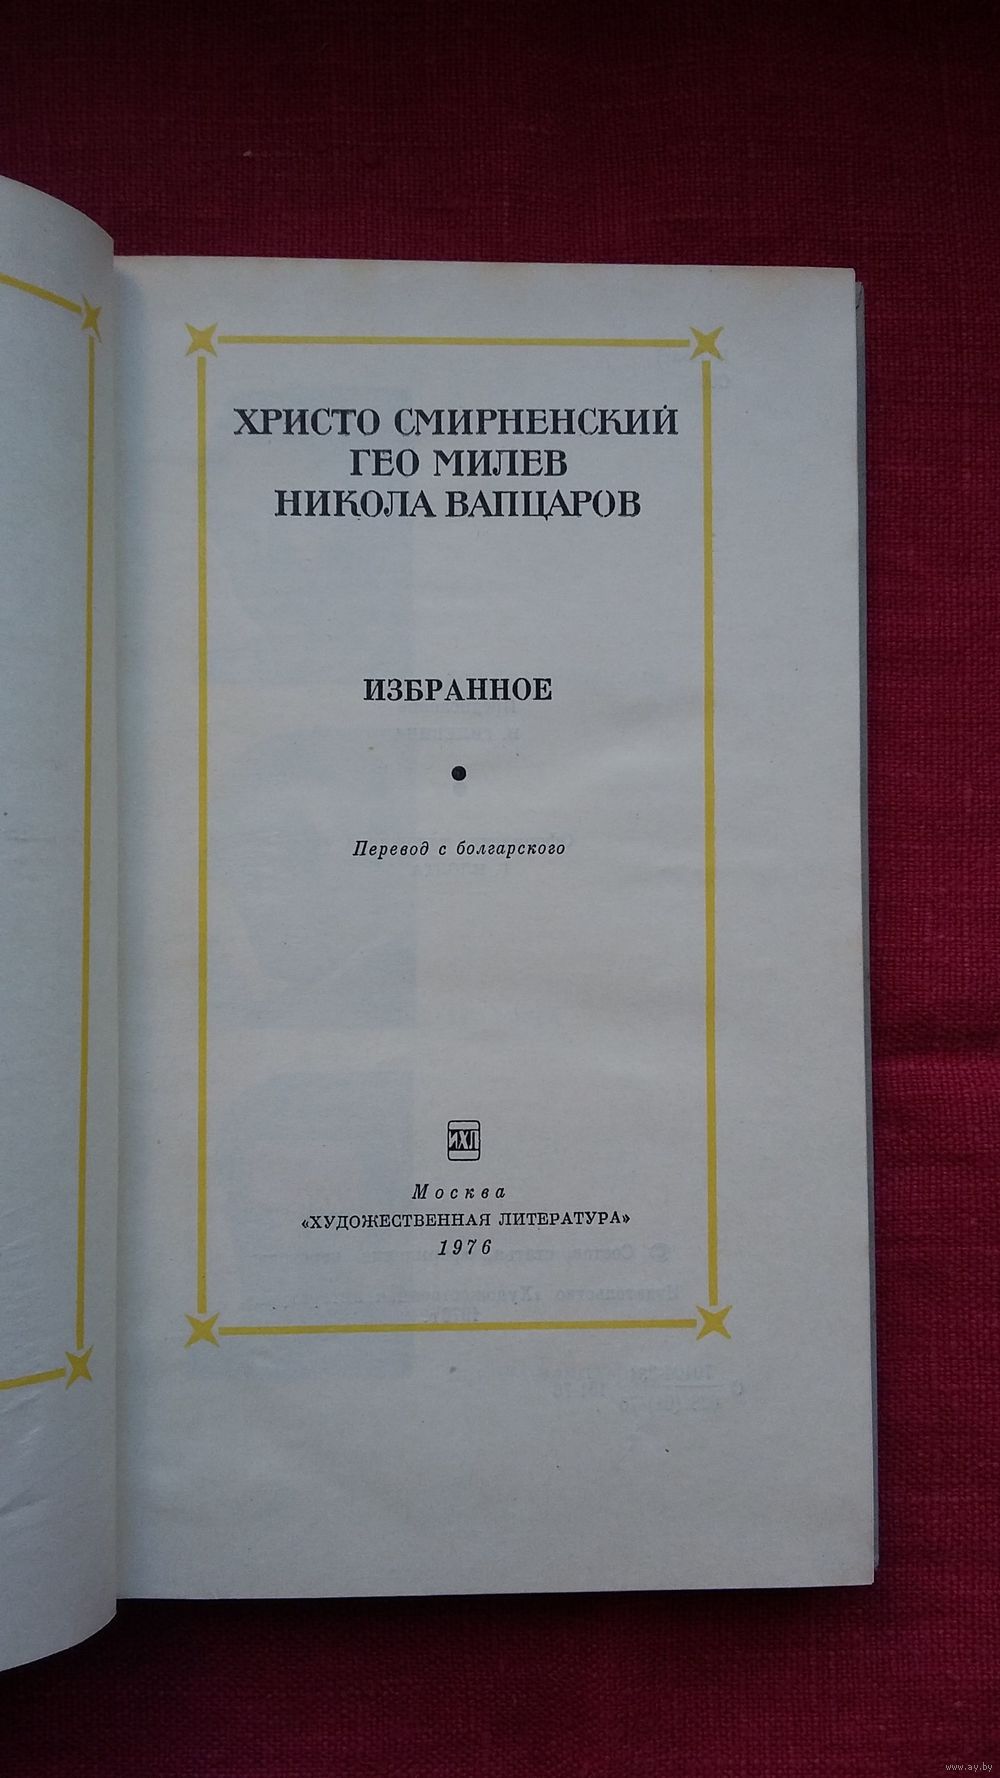 ХРИСТО СМИРНЕНСКИЙ
ГЕО МИЛЕВ
НИКОЛА ВАПЦАРОВ
ИЗБРАННОЕ
Перевод с болгарского
ИХЛ
Москва
«ХУДОЖЕСТВЕННАЯ ЛИТЕРАТУРА»
1976
www.ay.by